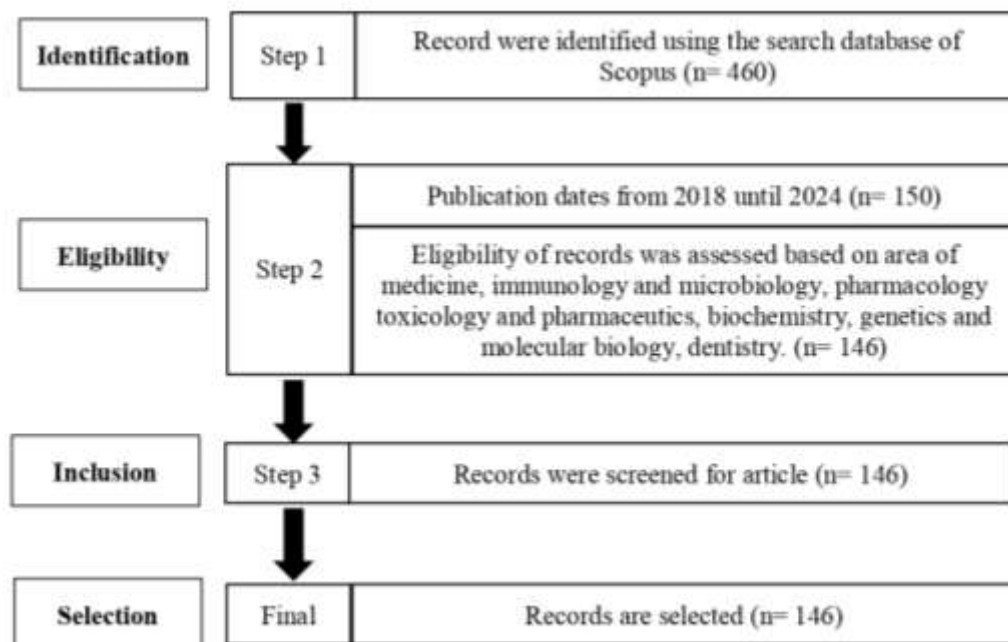 Identification
Step 1
Record were identified using the search database of
Scopus (n= 460)
Eligibility
Step 2
Publication dates from 2018 until 2024 (n= 150)
Eligibility of records was assessed based on area of
medicine, immunology and microbiology, pharmacology
toxicology and pharmaceutics, biochemistry, genetics and
molecular biology, dentistry. (n= 146)
Inclusion
Step 3
Records were screened for article (n= 146)
Selection
Final
Records are selected (n= 146)